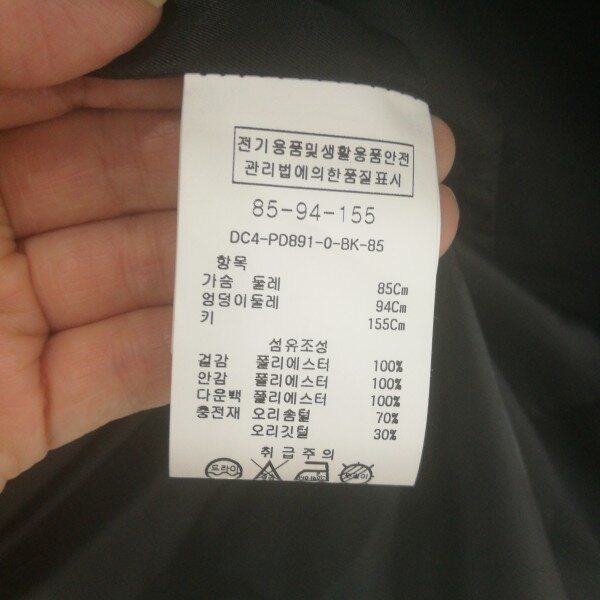 전기용품및생활용품안전
관리법에의한품질표시
85-94-155
DC4-PD891-0-BK-85
항목
가슴 둘레 85Cm
엉덩이둘레 94Cm
키 155Cm
섬유조성
겉감 폴리에스터 100%
안감 폴리에스터 100%
다운백 폴리에스터 100%
충전재 오리솜털 70%
오리깃털 30%
취급주의
드라이